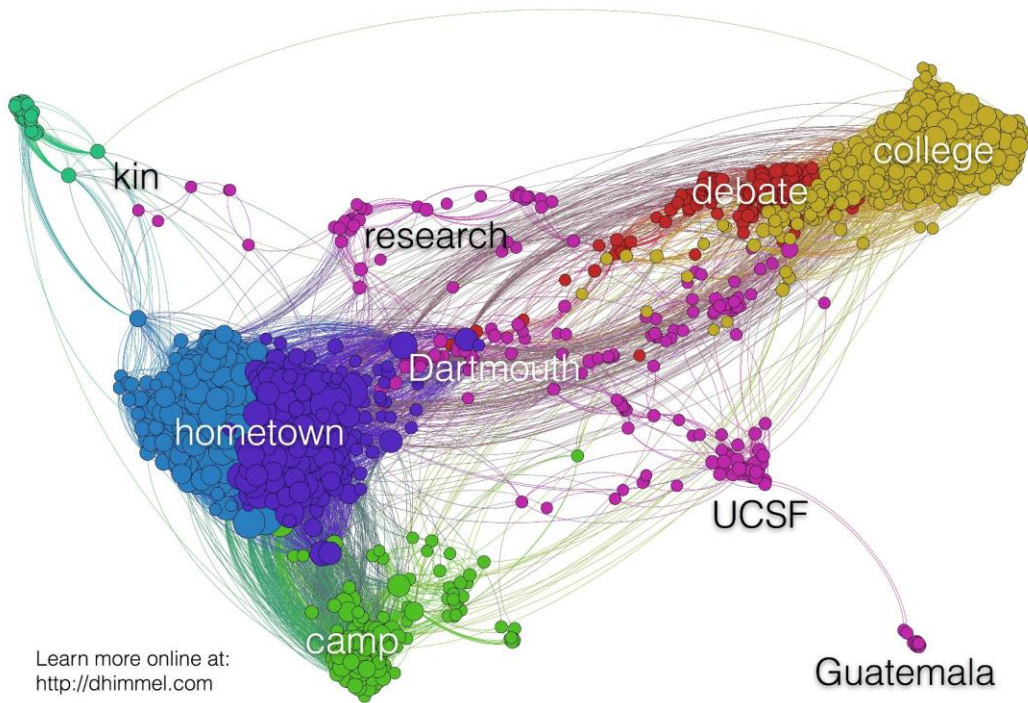 college
kin
debate
research
Dartmouth
hometown
UCSF
camp
Learn more online at:
http://dhimmel.com
Guatemala